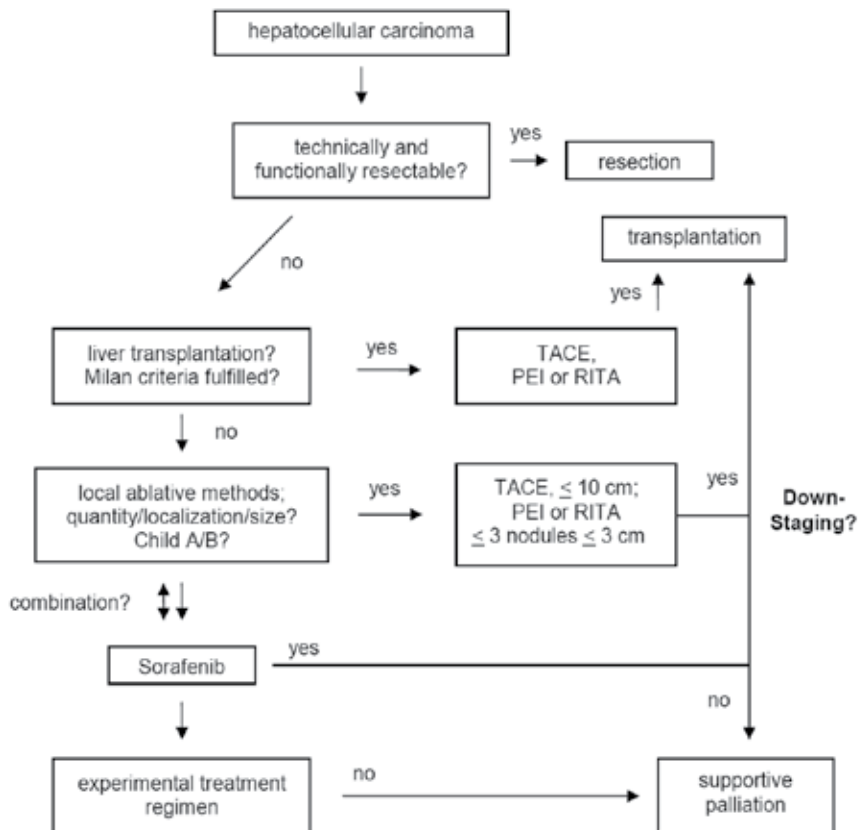 hepatocellular carcinoma
technically and
functionally resectable?
yes
resection
no
transplantation
yes
liver transplantation?
Milan criteria fulfilled?
yes
TACE,
PEI or RITA
no
local ablative methods;
quantity/localization/size?
Child A/B?
yes
TACE, ≤ 10 cm;
PEI or RITA
≤ 3 nodules ≤ 3 cm
yes
Down-
Staging?
combination?
Sorafenib
yes
no
experimental treatment
regimen
no
supportive
palliation